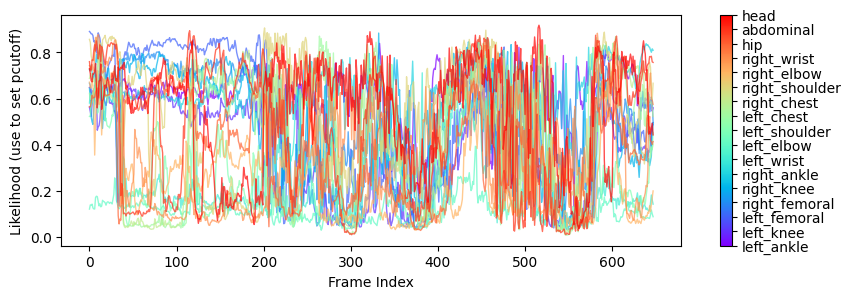 Likelihood (use to set pcutoff)
0.8
0.6
0.4
0.2
0.0
0 100 200 300 400 500 600
Frame Index
head
abdominal
hip
right_wrist
right_elbow
right_shoulder
right_chest
left_chest
left_shoulder
left_elbow
left_wrist
right_ankle
right_knee
right_femoral
left_femoral
left_knee
left_ankle